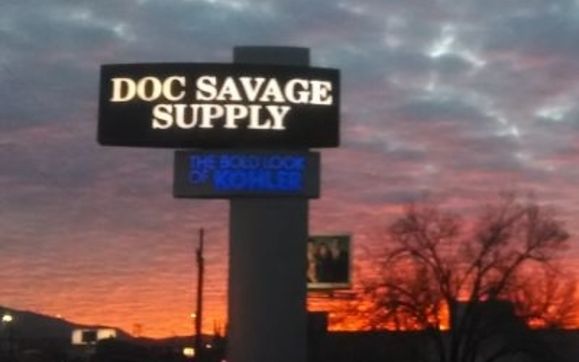 DOC SAVAGE
SUPPLY
THE BOLD LOOK
OF KOHLER